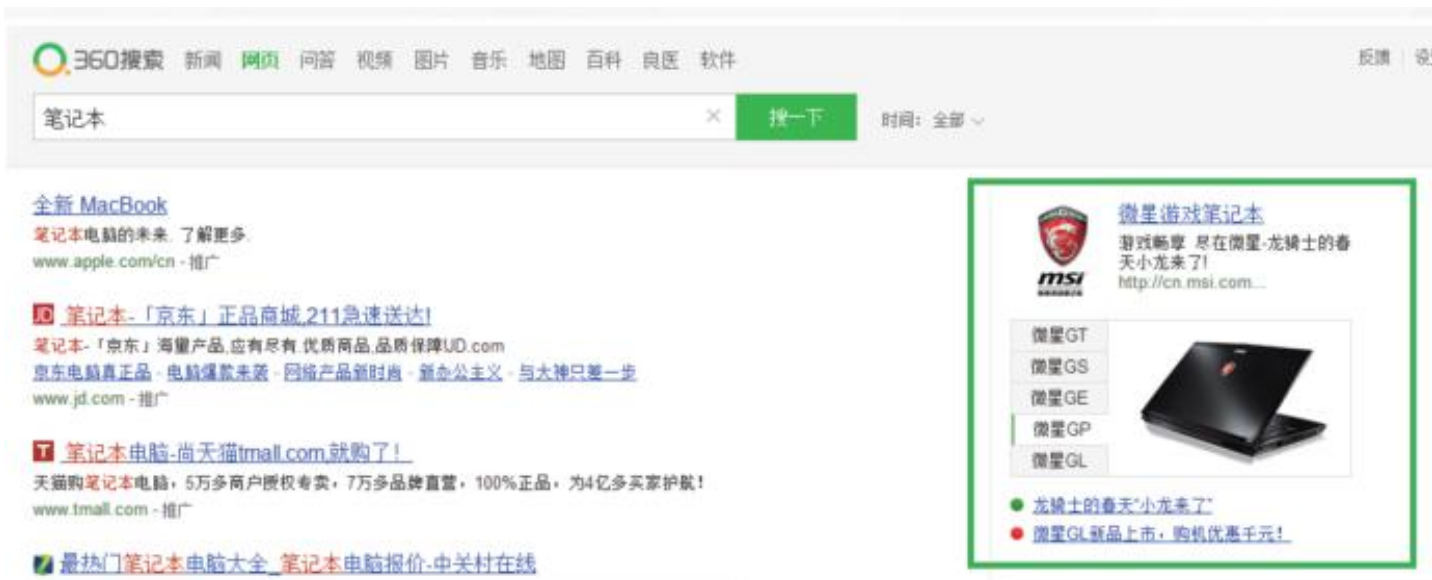 360搜索 新闻 网页 问答 视频 图片 音乐 地图 百科 良医 软件
反馈
笔记本
搜一下
时间：全部
全新 MacBook
笔记本电脑的未来. 了解更多.
www.apple.com/cn - 推广
JD 笔记本-「京东」正品商城,211急速送达!
笔记本-「京东」海量产品,应有尽有.优质商品,品质保障UD.com
京东电脑真正品 - 电脑爆款来袭 - 网络产品新时尚 - 新办公主义 - 与大神只差一步
www.jd.com - 推广
T 笔记本电脑-尚天猫tmall.com,就购了！
天猫购笔记本电脑，5万多商户授权专卖，7万多品牌直营，100%正品，为4亿多买家护航！
www.tmall.com - 推广
Z 最热门笔记本电脑大全_笔记本电脑报价-中关村在线
微星游戏笔记本
游戏畅享 尽在微星-龙骑士的春
天小龙来了!
http://cn.msi.com...
msi
微星GT
微星GS
微星GE
微星GP
微星GL
龙骑士的春天"小龙来了"
微星GL新品上市，购机优惠千元！